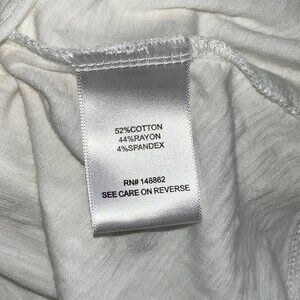 52%COTTON
44%RAYON
4%SPANDEX
RN# 148862
SEE CARE ON REVERSE